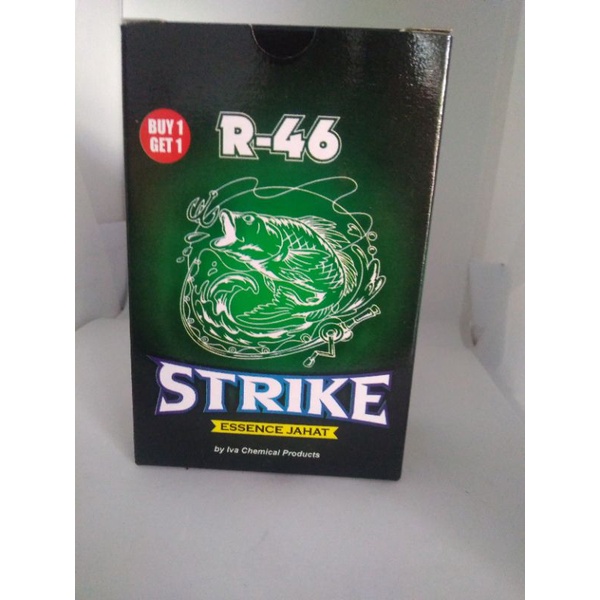 BUY 1
GET 1
R-46
STRIKE
ESSENCE JAHAT
by Iva Chemical Products